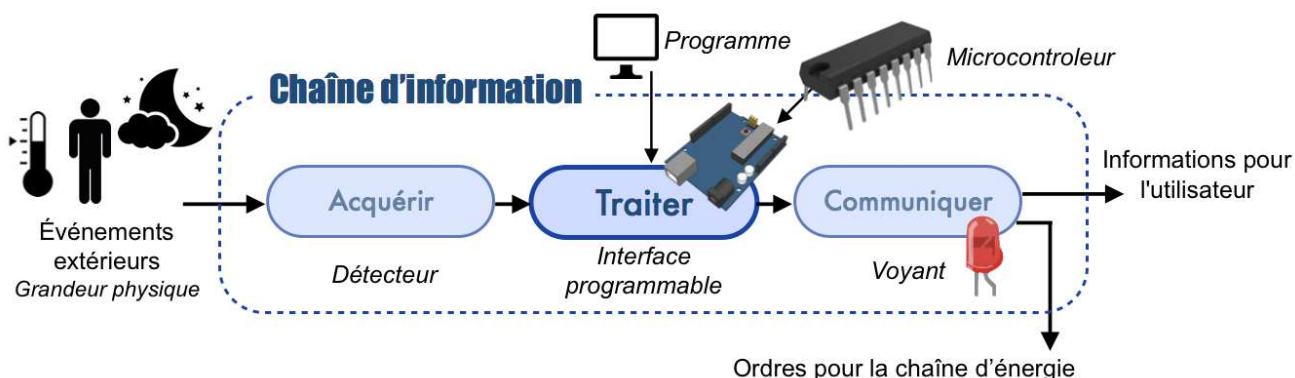 Programme
Microcontroleur
Chaîne d'information
Acquérir
Traiter
Communiquer
Informations pour
l'utilisateur
Événements
extérieurs
Grandeur physique
Détecteur
Interface
programmable
Voyant
Ordres pour la chaîne d'énergie